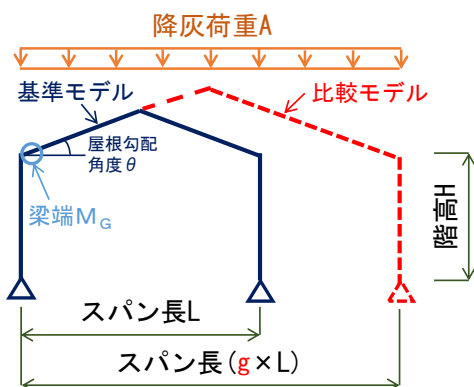 降灰荷重A
基準モデル
比較モデル
屋根勾配
角度θ
梁端MG
階高H
スパン長L
スパン長(g×L)